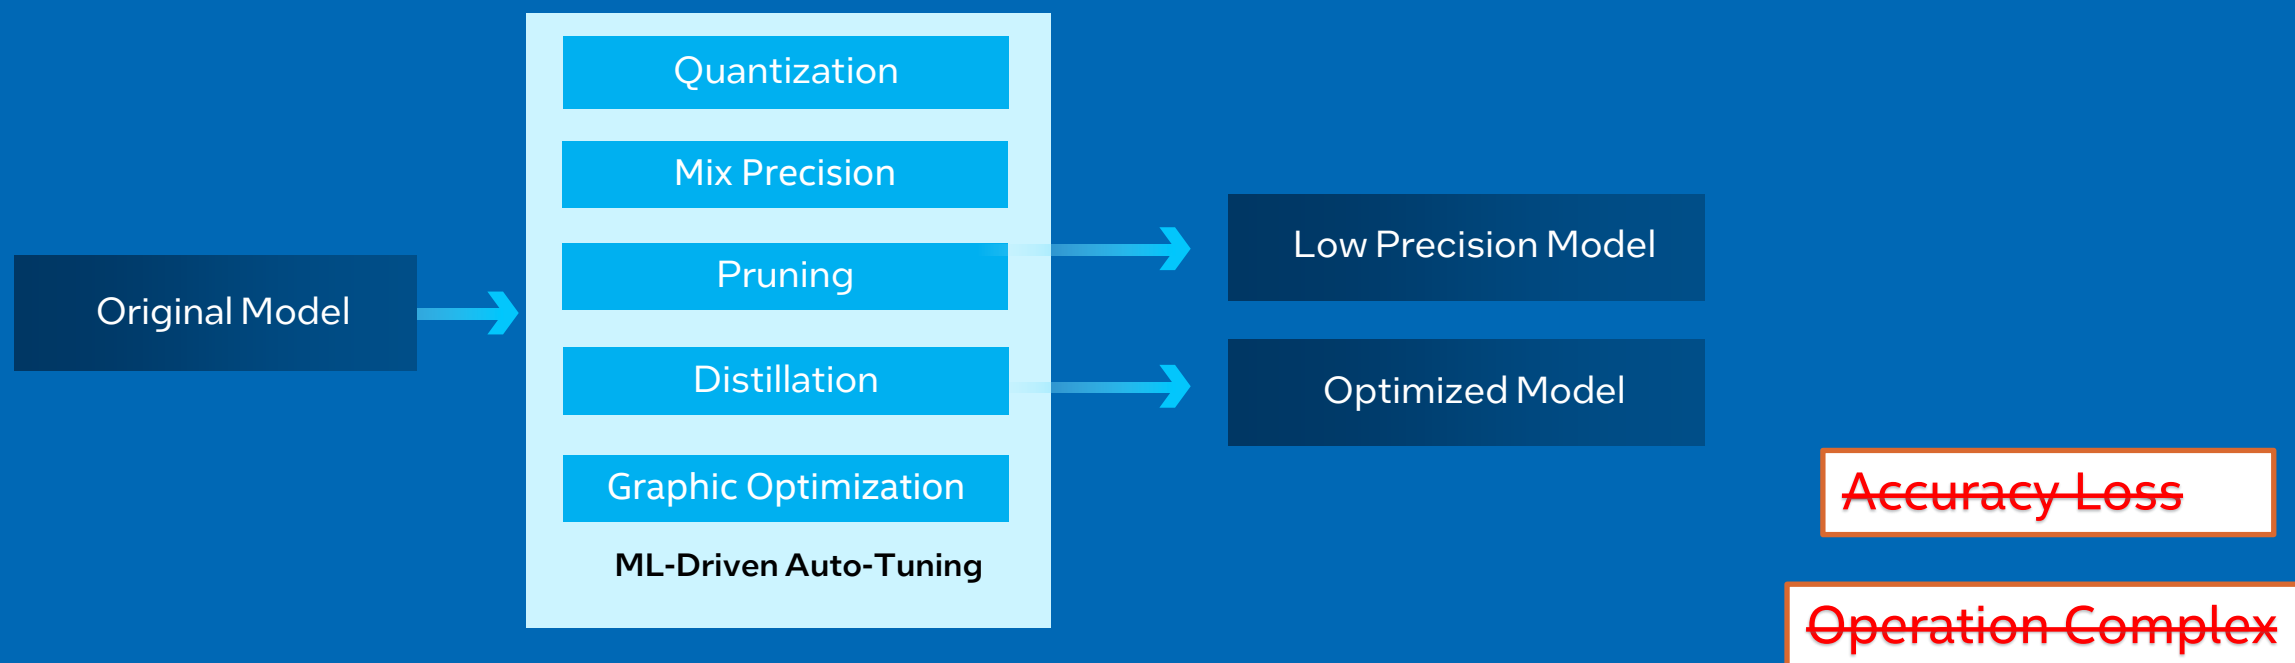 Original Model
Quantization
Mix Precision
Pruning
Distillation
Graphic Optimization
ML-Driven Auto-Tuning
Low Precision Model
Optimized Model
Accuracy Loss
Operation Complex